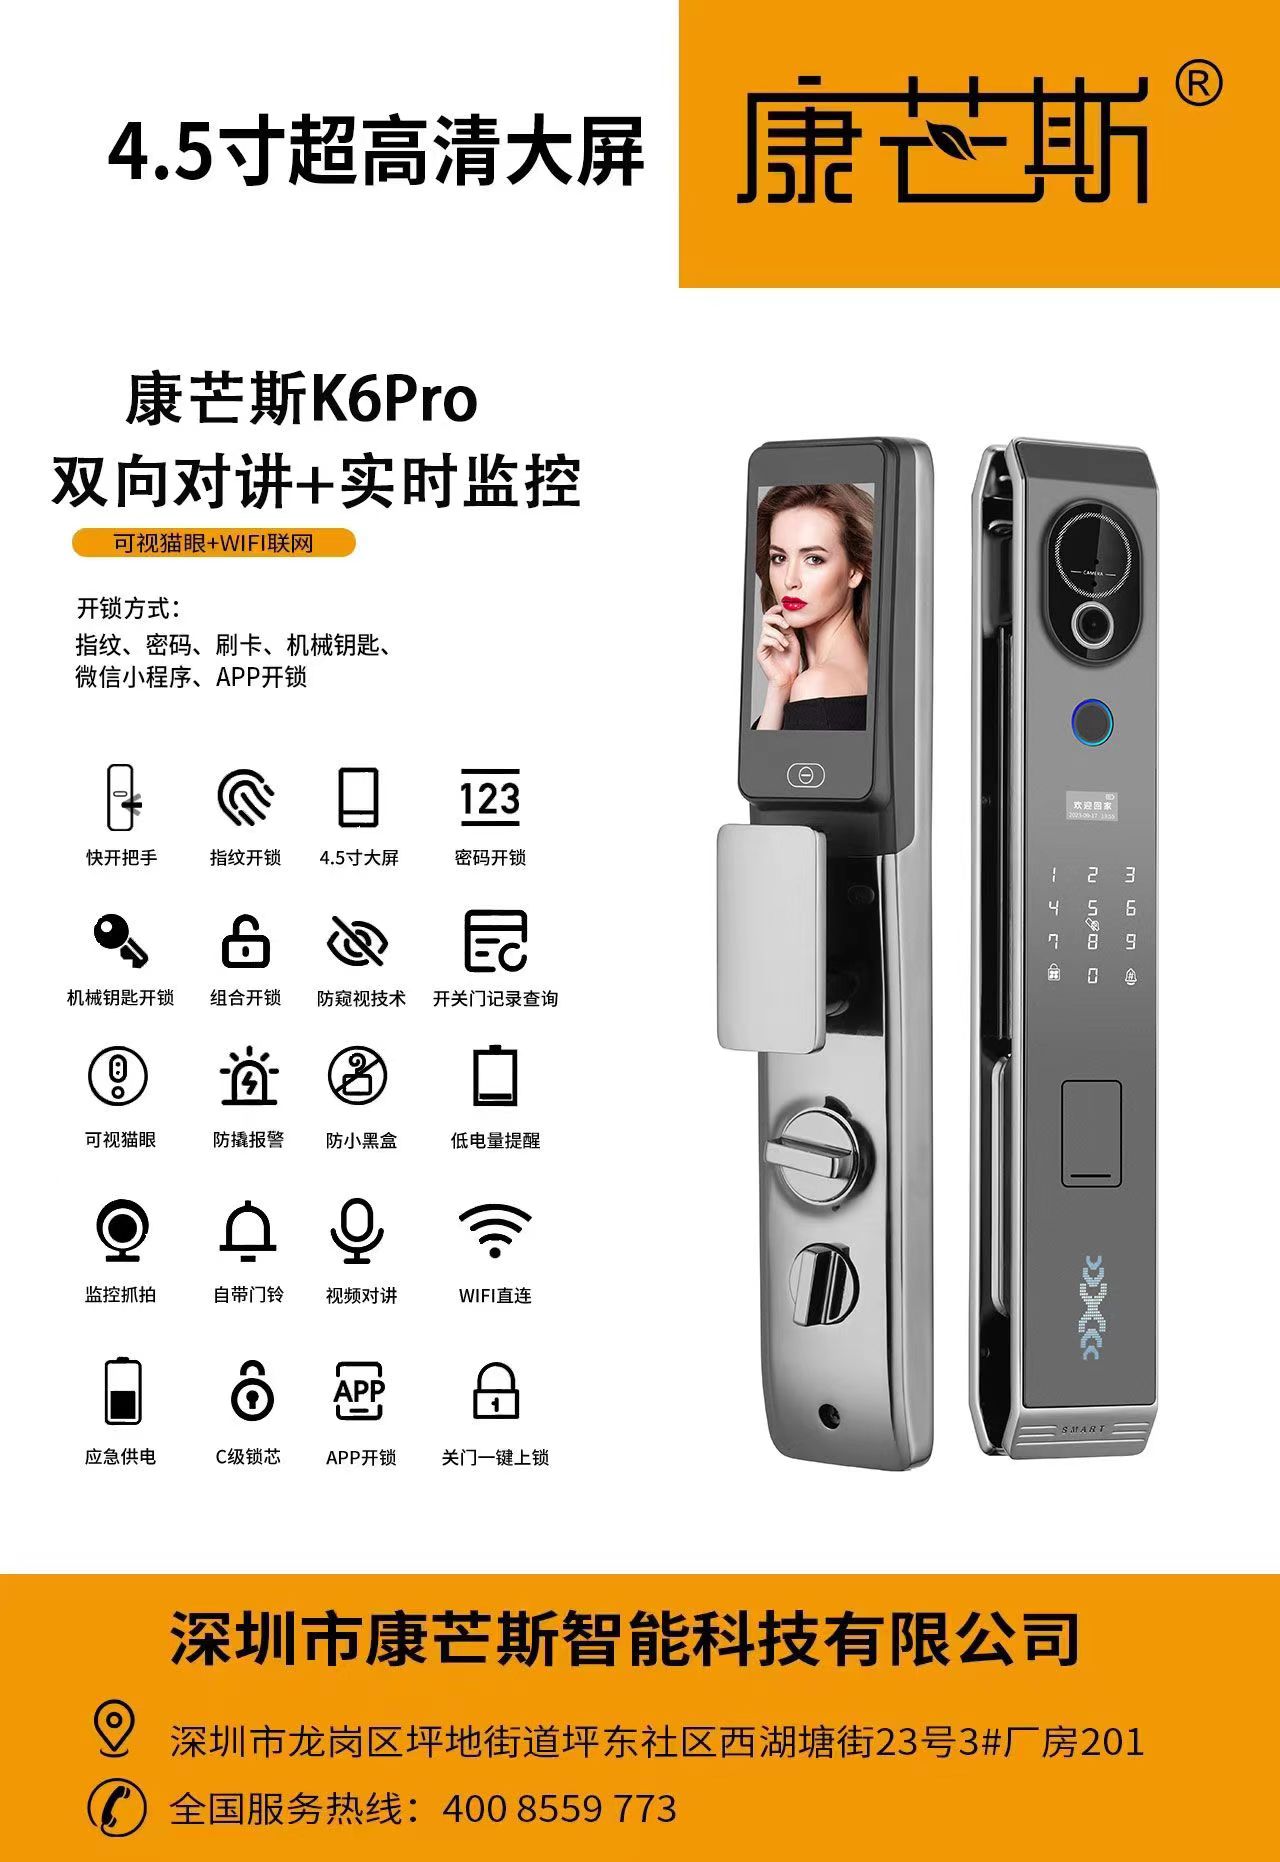 4.5寸超高清大屏
康芒斯®
康芒斯K6Pro
双向对讲+实时监控
可视猫眼+WIFI联网
开锁方式：
指纹、密码、刷卡、机械钥匙、
微信小程序、APP开锁
123
快开把手 指纹开锁 4.5寸大屏 密码开锁
机械钥匙开锁 组合开锁 防窥视技术 开关门记录查询
可视猫眼 防撬报警 防小黑盒 低电量提醒
监控抓拍 自带门铃 视频对讲 WIFI直连
APP
应急供电 C级锁芯 APP开锁 关门一键上锁
CAMERA
欢迎回家
1 2 3
4 5 6
7 8 9
0
SMART
深圳市康芒斯智能科技有限公司
深圳市龙岗区坪地街道坪东社区西湖塘街23号3#厂房201
全国服务热线：400 8559 773